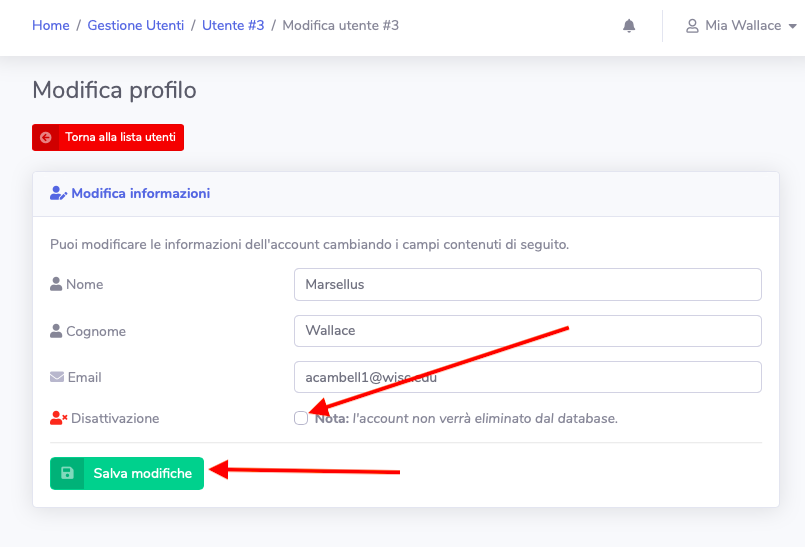 Home / Gestione Utenti / Utente #3 / Modifica utente #3
Mia Wallace
Modifica profilo
Torna alla lista utenti
Modifica informazioni
Puoi modificare le informazioni dell'account cambiando i campi contenuti di seguito.
Nome
Marsellus
Cognome
Wallace
Email
acambell1@wisc.edu
Disattivazione
Nota: l'account non verrà eliminato dal database.
Salva modifiche